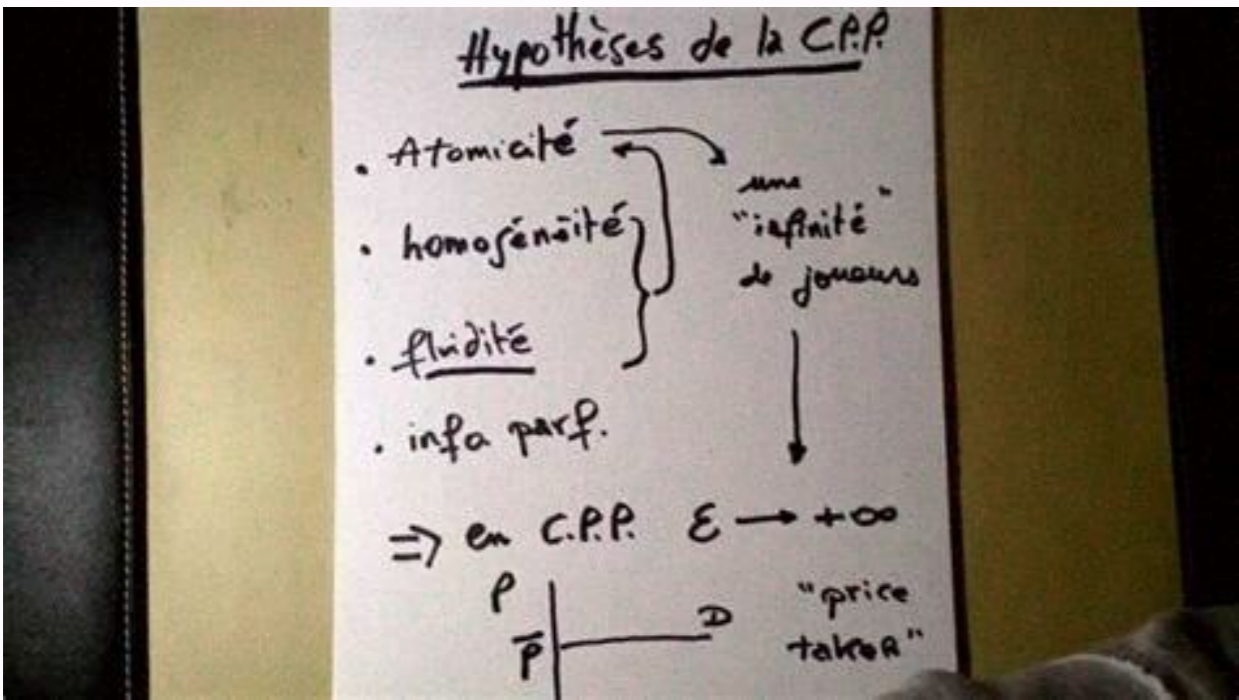 Hypothèses de la C.P.P.
• Atomicité
une
"infinité"
de joueurs
• homogénéité
• fluidité
• info parf.
⇒ en C.P.P. ε → +∞
P
P̄
D
"price
taker"